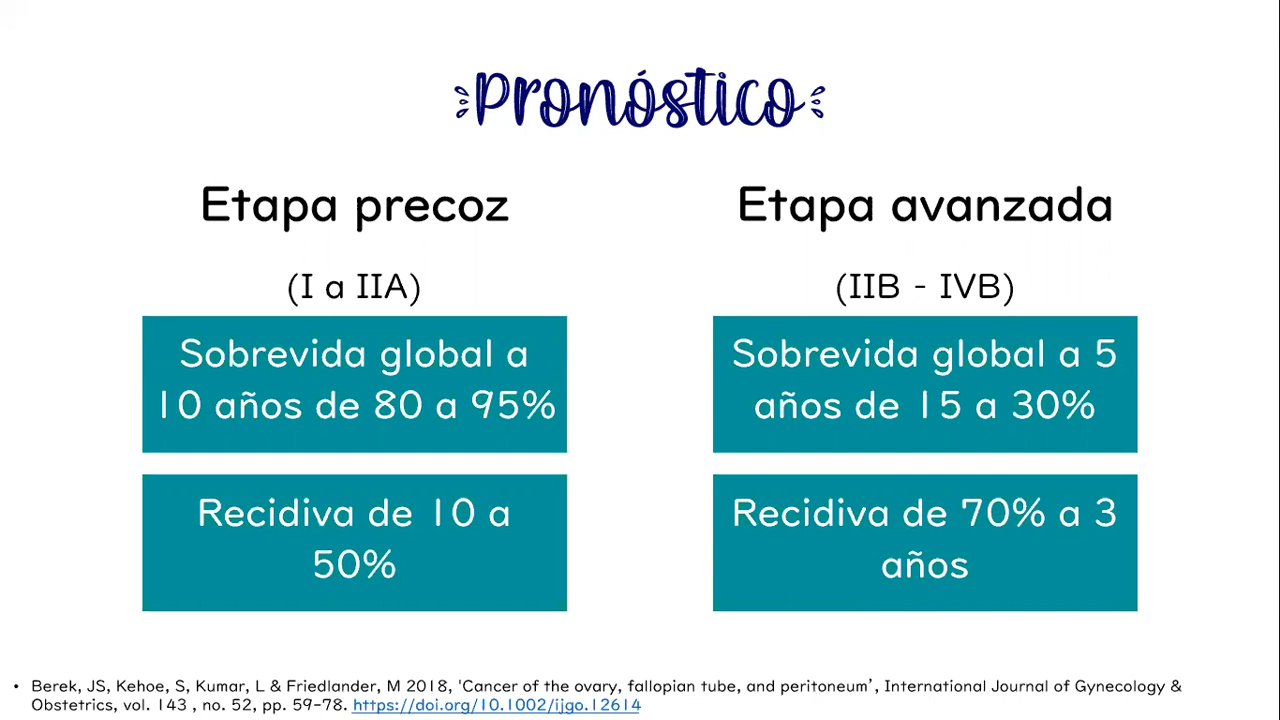 Pronóstico
Etapa precoz
(I a IIA)
Sobrevida global a
10 años de 80 a 95%
Recidiva de 10 a
50%
Etapa avanzada
(IIB - IVB)
Sobrevida global a 5
años de 15 a 30%
Recidiva de 70% a 3
años
• Berek, JS, Kehoe, S, Kumar, L & Friedlander, M 2018, 'Cancer of the ovary, fallopian tube, and peritoneum’, International Journal of Gynecology &
Obstetrics, vol. 143 , no. 52, pp. 59-78. https://doi.org/10.1002/ijgo.12614